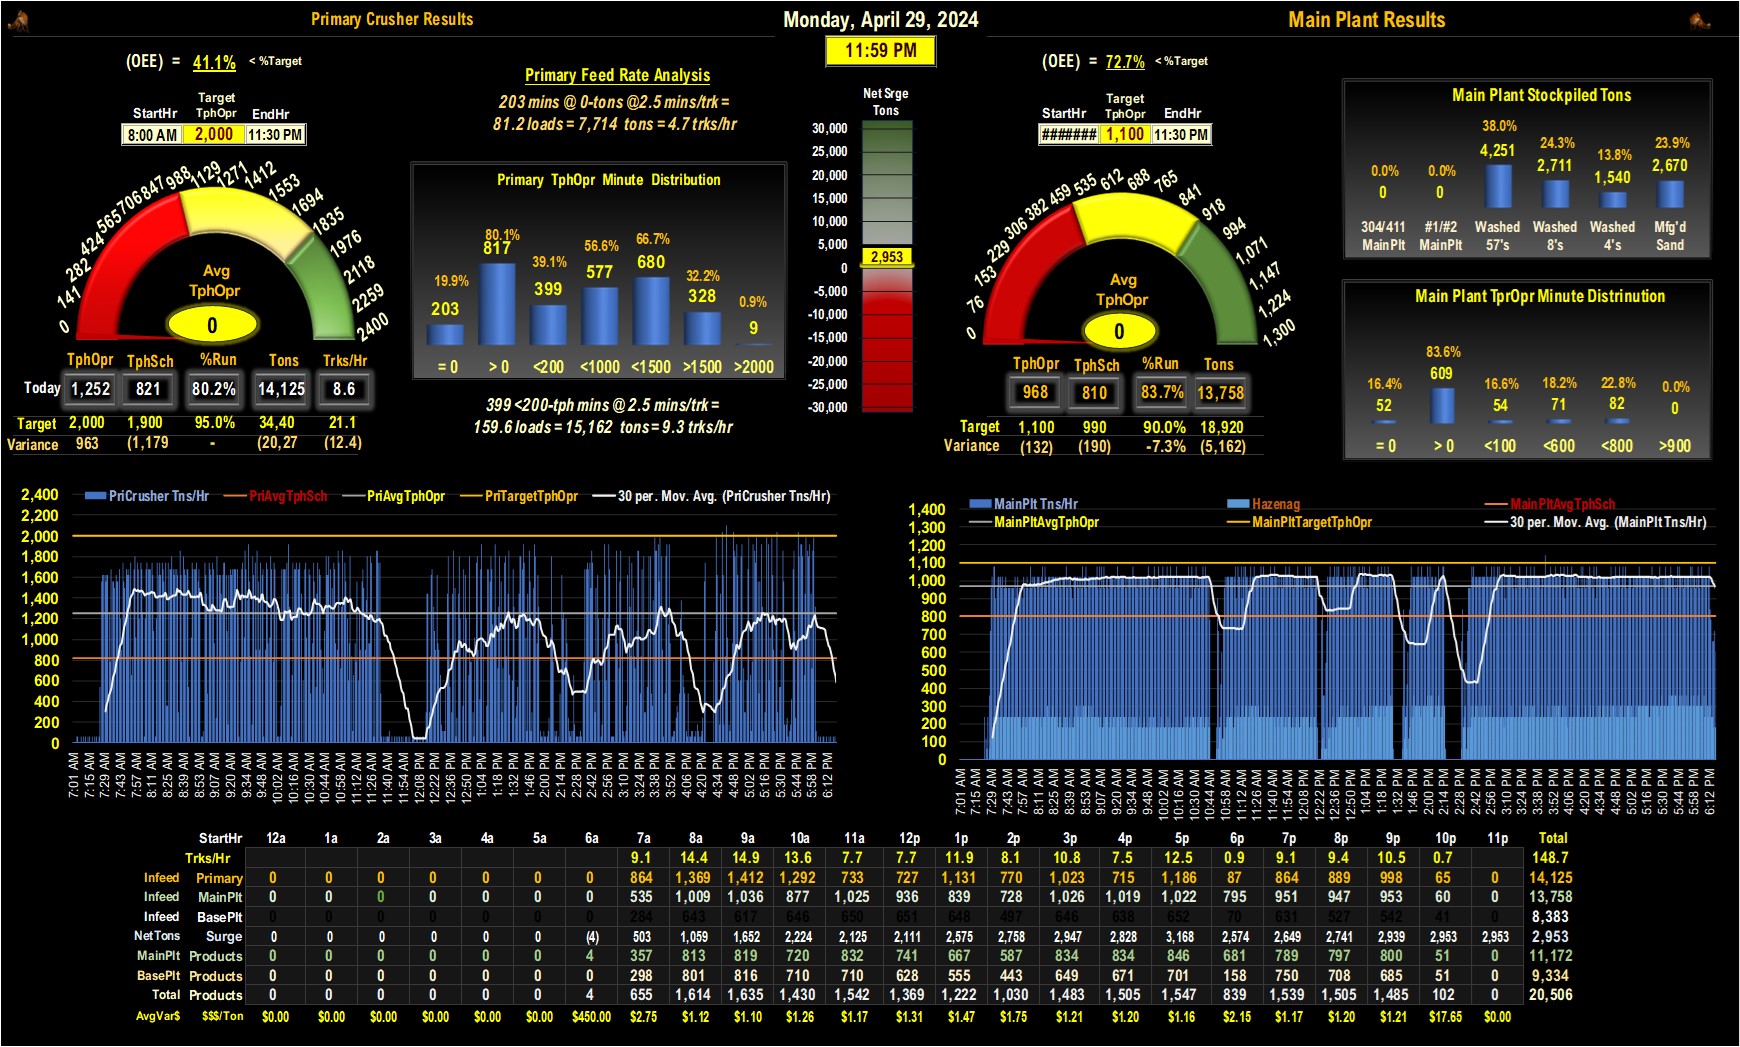 Primary Crusher Results
Monday, April 29, 2024
Main Plant Results
11:59 PM
(OEE) = 41.1% < %Target
Target
StartHr TphOpr EndHr
8:00 AM 2,000 11:30 PM
0 141 282 424 565 706 847 988 1129 1271 1412 1553 1694 1835 1976 2118 2259 2400
Avg
TphOpr
0
TphOpr TphSch %Run Tons Trks/Hr
Today 1,252 821 80.2% 14,125 8.6
Target 2,000 1,900 95.0% 34,40 21.1
Variance 963 (1,179 - (20,27 (12.4)
Primary Feed Rate Analysis
203 mins @ 0-tons @2.5 mins/trk =
81.2 loads = 7,714 tons = 4.7 trks/hr
Primary TphOpr Minute Distribution
19.9% 80.1% 39.1% 56.6% 66.7% 32.2% 0.9%
203 817 399 577 680 328 9
= 0 > 0 <200 <1000 <1500 >1500 >2000
399 <200-tph mins @ 2.5 mins/trk =
159.6 loads = 15,162 tons = 9.3 trks/hr
Net Srge
Tons
30,000
25,000
20,000
15,000
10,000
5,000
2,953
0
-5,000
-10,000
-15,000
-20,000
-25,000
-30,000
(OEE) = 72.7% < %Target
Target
StartHr TphOpr EndHr
####### 1,100 11:30 PM
0 76 153 229 306 382 459 535 612 688 765 841 918 994 1,071 1,147 1,224 1,300
Avg
TphOpr
0
TphOpr TphSch %Run Tons
968 810 83.7% 13,758
Target 1,100 990 90.0% 18,920
Variance (132) (190) -7.3% (5,162)
Main Plant Stockpiled Tons
0.0% 0.0% 38.0% 24.3% 13.8% 23.9%
0 0 4,251 2,711 1,540 2,670
304/411 #1/#2 Washed Washed Washed Mfg'd
MainPlt MainPlt 57's 8's 4's Sand
Main Plant TprOpr Minute Distrinution
16.4% 83.6% 16.6% 18.2% 22.8% 0.0%
52 609 54 71 82 0
= 0 > 0 <100 <600 <800 >900
PriCrusher Tns/Hr PriAvgTphSch PriAvgTphOpr PriTargetTphOpr 30 per. Mov. Avg. (PriCrusher Tns/Hr)
2,400
2,200
2,000
1,800
1,600
1,400
1,200
1,000
800
600
400
200
0
7:01 AM 7:15 AM 7:29 AM 7:43 AM 7:57 AM 8:11 AM 8:25 AM 8:39 AM 8:53 AM 9:07 AM 9:20 AM 9:34 AM 9:48 AM 10:02 AM 10:16 AM 10:30 AM 10:44 AM 10:58 AM 11:12 AM 11:26 AM 11:40 AM 11:54 AM 12:08 PM 12:22 PM 12:36 PM 12:50 PM 1:04 PM 1:18 PM 1:32 PM 1:46 PM 2:00 PM 2:14 PM 2:28 PM 2:42 PM 2:56 PM 3:10 PM 3:24 PM 3:38 PM 3:52 PM 4:06 PM 4:20 PM 4:34 PM 4:48 PM 5:02 PM 5:16 PM 5:30 PM 5:44 PM 5:58 PM 6:12 PM
MainPlt Tns/Hr Hazenag MainPltAvgTphSch
MainPltAvgTphOpr MainPltTargetTphOpr 30 per. Mov. Avg. (MainPlt Tns/Hr)
1,400
1,300
1,200
1,100
1,000
900
800
700
600
500
400
300
200
100
0
7:01 AM 7:15 AM 7:29 AM 7:43 AM 7:57 AM 8:11 AM 8:25 AM 8:39 AM 9:07 AM 9:20 AM 9:34 AM 9:48 AM 10:02 AM 10:16 AM 10:30 AM 10:44 AM 10:58 AM 11:12 AM 11:26 AM 11:40 AM 11:54 AM 12:08 PM 12:22 PM 12:50 PM 1:04 PM 1:18 PM 1:32 PM 1:46 PM 2:00 PM 2:14 PM 2:28 PM 2:42 PM 2:56 PM 3:10 PM 3:24 PM 3:38 PM 3:52 PM 4:06 PM 4:20 PM 4:34 PM 4:48 PM 5:02 PM 5:16 PM 5:30 PM 5:44 PM 5:58 PM 6:12 PM
StartHr 12a 1a 2a 3a 4a 5a 6a 7a 8a 9a 10a 11a 12p 1p 2p 3p 4p 5p 6p 7p 8p 9p 10p 11p Total
Trks/Hr 9.1 14.4 14.9 13.6 7.7 7.7 11.9 8.1 10.8 7.5 12.5 0.9 9.1 9.4 10.5 0.7 148.7
Infeed Primary 0 0 0 0 0 0 0 864 1,369 1,412 1,292 733 727 1,131 770 1,023 715 1,186 87 864 889 998 65 0 14,125
Infeed MainPlt 0 0 0 0 0 0 0 535 1,009 1,036 877 1,025 936 839 728 1,026 1,019 1,022 795 951 947 953 60 0 13,758
Infeed BasePlt 284 643 617 646 650 651 648 497 646 638 652 70 631 527 542 41 0 8,383
NetTons Surge 0 0 0 0 0 0 (4) 503 1,059 1,652 2,224 2,125 2,111 2,575 2,758 2,947 2,828 3,168 2,574 2,649 2,741 2,939 2,953 2,953 2,953
MainPlt Products 0 0 0 0 0 0 4 357 813 819 720 832 741 667 587 834 834 846 681 789 797 800 51 0 11,172
BasePlt Products 0 0 0 0 0 0 0 298 801 816 710 710 628 555 443 649 671 701 158 750 708 685 51 0 9,334
Total Products 0 0 0 0 0 0 4 655 1,614 1,635 1,430 1,542 1,369 1,222 1,030 1,483 1,505 1,547 839 1,539 1,505 1,485 102 0 20,506
AvgVar$ $$$/Ton $0.00 $0.00 $0.00 $0.00 $0.00 $0.00 $450.00 $2.75 $1.12 $1.10 $1.26 $1.17 $1.31 $1.47 $1.75 $1.21 $1.20 $1.16 $2.15 $1.17 $1.20 $1.21 $17.65 $0.00